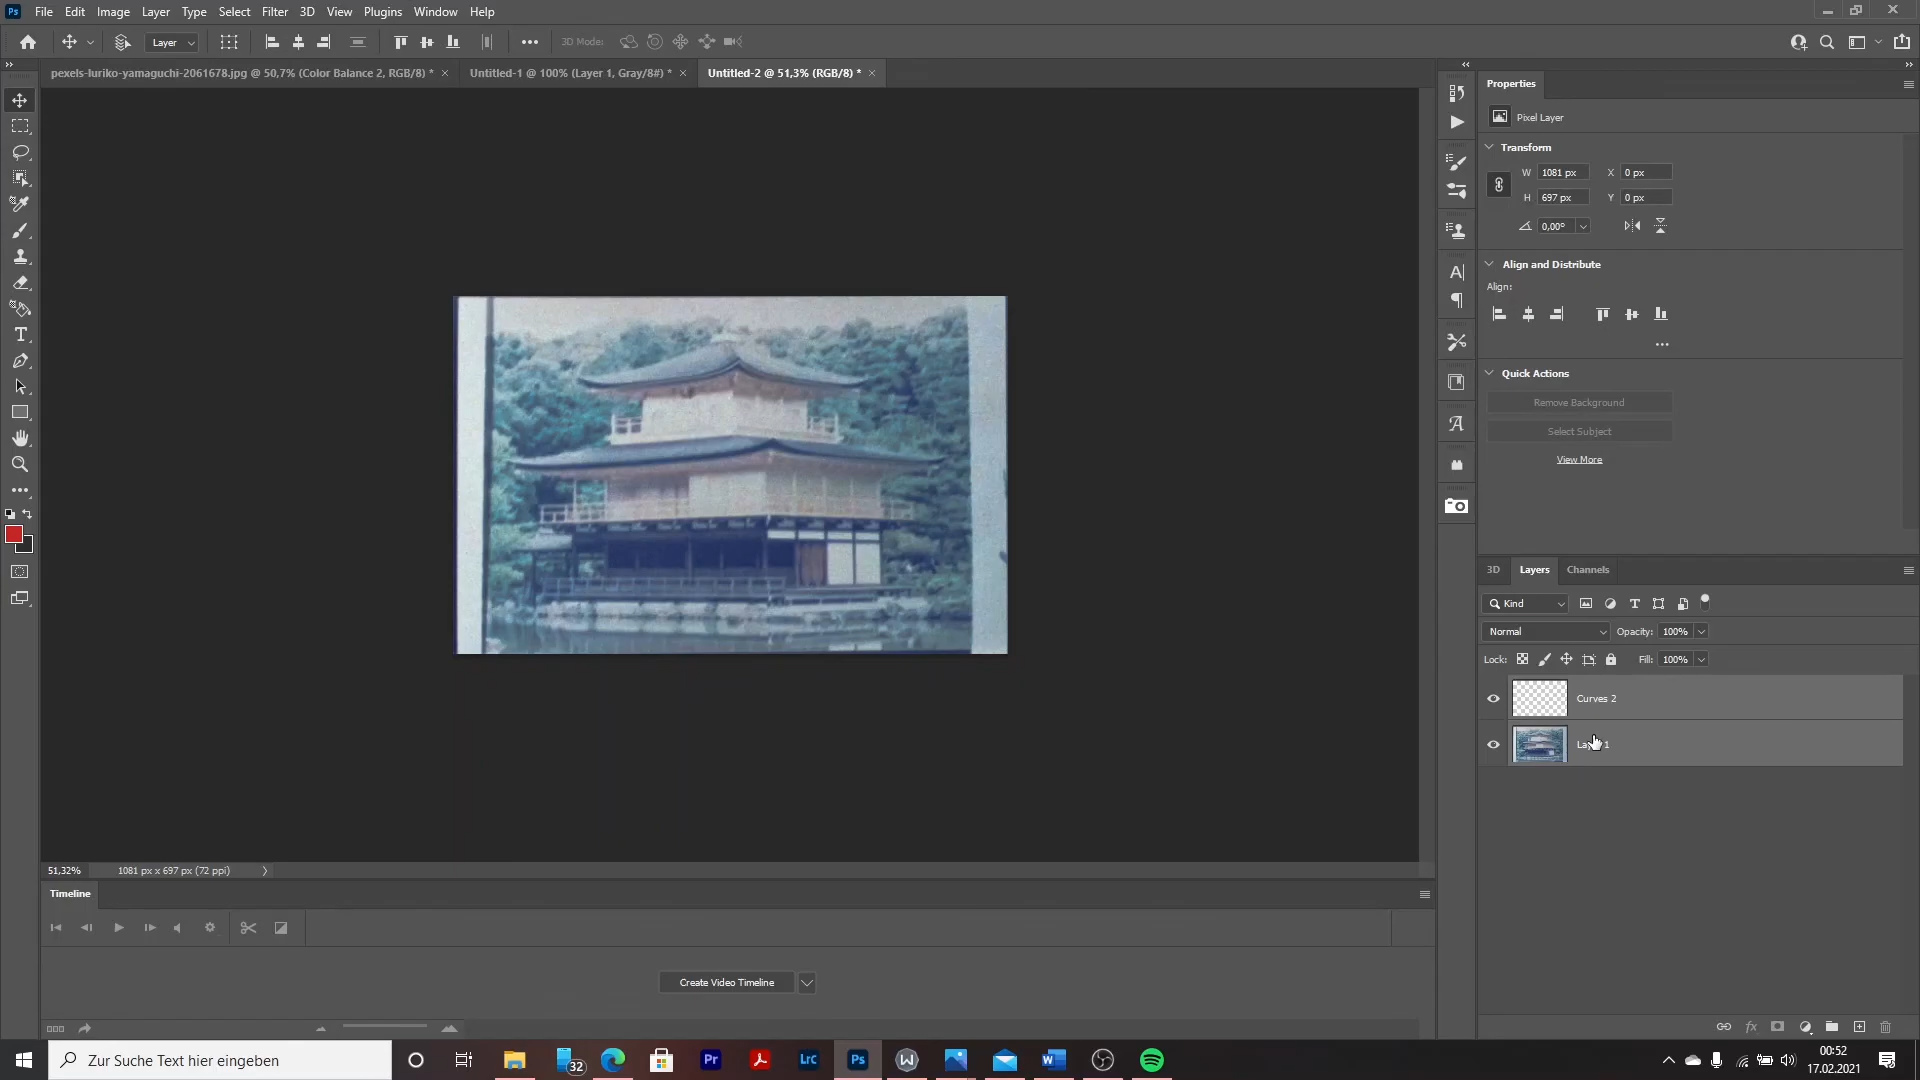 Ps File Edit Image Layer Type Select Filter 3D View Plugins Window Help
Layer 3D Mode:
pexels-luriko-yamaguchi-2061678.jpg @ 50,7% (Color Balance 2, RGB/8) * Untitled-1 @ 100% (Layer 1, Gray/8#) * Untitled-2 @ 51,3% (RGB/8) *
Properties
Pixel Layer
Transform
W 1081 px X 0 px
H 697 px Y 0 px
0,00°
Align and Distribute
Align:
Quick Actions
Remove Background
Select Subject
View More
3D Layers Channels
Kind
Normal Opacity: 100%
Lock: Fill: 100%
Curves 2
51,32% 1081 px x 697 px (72 ppi)
Timeline
Create Video Timeline
Zur Suche Text hier eingeben
32
Pr
LrC
Ps
00:52
17.02.2021